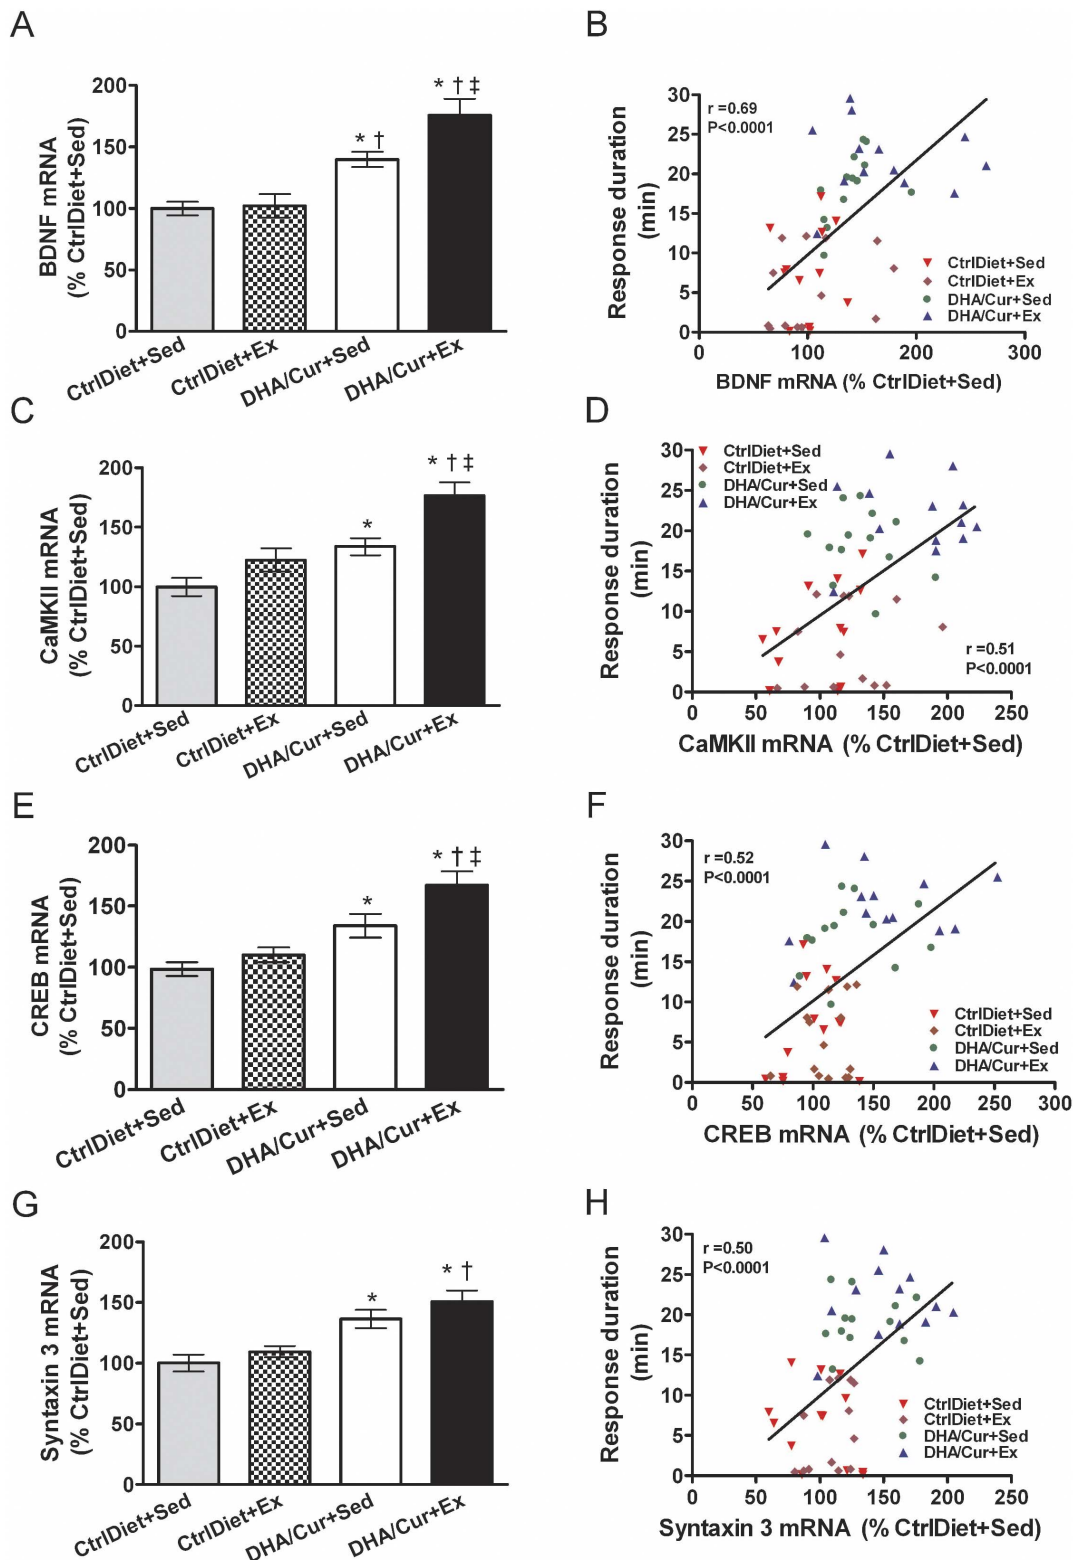 A
BDNF mRNA
(% CtrlDiet+Sed)
200
150
100
50
0
* †
* † ‡
CtrlDiet+Sed
CtrlDiet+Ex
DHA/Cur+Sed
DHA/Cur+Ex
B
Response duration
(min)
30
25
20
15
10
5
0
r =0.69
P<0.0001
CtrlDiet+Sed
CtrlDiet+Ex
DHA/Cur+Sed
DHA/Cur+Ex
0 100 200 300
BDNF mRNA (% CtrlDiet+Sed)
C
CaMKII mRNA
(% CtrlDiet+Sed)
200
150
100
50
0
*
* † ‡
CtrlDiet+Sed
CtrlDiet+Ex
DHA/Cur+Sed
DHA/Cur+Ex
D
Response duration
(min)
30
25
20
15
10
5
0
CtrlDiet+Sed
CtrlDiet+Ex
DHA/Cur+Sed
DHA/Cur+Ex
r =0.51
P<0.0001
0 50 100 150 200 250
CaMKII mRNA (% CtrlDiet+Sed)
E
CREB mRNA
(% CtrlDiet+Sed)
200
150
100
50
0
*
* † ‡
CtrlDiet+Sed
CtrlDiet+Ex
DHA/Cur+Sed
DHA/Cur+Ex
F
Response duration
(min)
30
25
20
15
10
5
0
r =0.52
P<0.0001
CtrlDiet+Sed
CtrlDiet+Ex
DHA/Cur+Sed
DHA/Cur+Ex
0 50 100 150 200 250 300
CREB mRNA (% CtrlDiet+Sed)
G
Syntaxin 3 mRNA
(% CtrlDiet+Sed)
200
150
100
50
0
*
* †
CtrlDiet+Sed
CtrlDiet+Ex
DHA/Cur+Sed
DHA/Cur+Ex
H
Response duration
(min)
30
25
20
15
10
5
0
r =0.50
P<0.0001
CtrlDiet+Sed
CtrlDiet+Ex
DHA/Cur+Sed
DHA/Cur+Ex
0 50 100 150 200 250
Syntaxin 3 mRNA (% CtrlDiet+Sed)